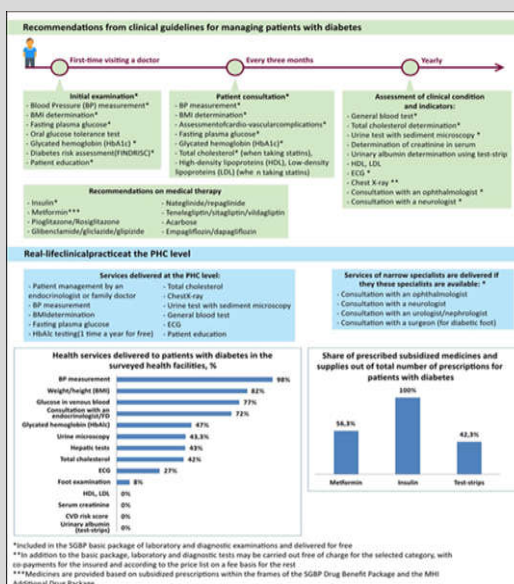 Recommendations from clinical guidelines for managing patients with diabetes
First-time visiting a doctor
Every three months
Yearly
Initial examination*
- Blood Pressure (BP) measurement*
- BMI determination*
- Fasting plasma glucose*
- Oral glucose tolerance test
- Glycated hemoglobin (HbA1c) *
- Diabetes risk assessment(FINDRISC)*
- Patient education*
Patient consultation*
- BP measurement*
- BMI determination*
- Assessmentofcardio-vascularcomplications*
- Fasting plasma glucose*
- Glycated hemoglobin (HbA1c)*
- Total cholesterol* (when taking statins),
High-density lipoproteins (HDL), Low-density
lipoproteins (LDL) (whe n taking statins)
Assessment of clinical condition
and indicators:
- General blood test*
- Total cholesterol determination*
- Urine test with sediment microscopy *
- Determination of creatinine in serum
- Urinary albumin determination using test-strip
- HDL, LDL
- ECG *
- Chest X-ray **
- Consultation with an ophthalmologist *
- Consultation with a neurologist *
Recommendations on medical therapy
- Insulin*
- Metformin***
- Pioglitazone/Rosiglitazone
- Glibenclamide/gliclazide/glipizide
- Nateglinide/repaglinide
- Tenelegliptin/sitagliptin/vildagliptin
- Acarbose
- Empagliflozin/dapagliflozin
Real-lifeclinicalpracticeat the PHC level
Services delivered at the PHC level:
- Patient management by an
endocrinologist or family doctor
- BP measurement
- BMIdetermination
- Fasting plasma glucose
- HbAlc testing(1 time a year for free)
- Total cholesterol
- ChestX-ray
- Urine test with sediment microscopy
- General blood test
- ECG
- Patient education
Services of narrow specialists are delivered if
they these specialists are available: *
- Consultation with an ophthalmologist
- Consultation with a neurologist
- Consultation with an urologist/nephrologist
- Consultation with a surgeon (for diabetic foot)
Health services delivered to patients with diabetes in the
surveyed health facilities, %
BP measurement 98%
Weight/height (BMI) 82%
Glucose in venous blood 77%
Consultation with an
endocrinologist/FD 72%
Glycated hemoglobin (HbAlc) 47%
Urine microscopy 43,3%
Hepatic tests 43%
Total cholesterol 42%
ECG 27%
Foot examination 8%
HDL, LDL 0%
Serum creatinine 0%
CVD risk score 0%
Urinary albumin
(test-strips) 0%
Share of prescribed subsidized medicines and
supplies out of total number of prescriptions for
patients with diabetes
56,3%
100%
42,3%
Metformin
Insulin
Test-strips
*Included in the SGBP basic package of laboratory and diagnostic examinations and delivered for free
**In addition to the basic package, laboratory and diagnostic tests may be carried out free of charge for the selected category, with
co-payments for the insured and according to the price list on a fee basis for the rest
***Medicines are provided based on subsidized prescriptions within the frames of the SGBP Drug Benefit Package and the MHI
Additional Drug Package